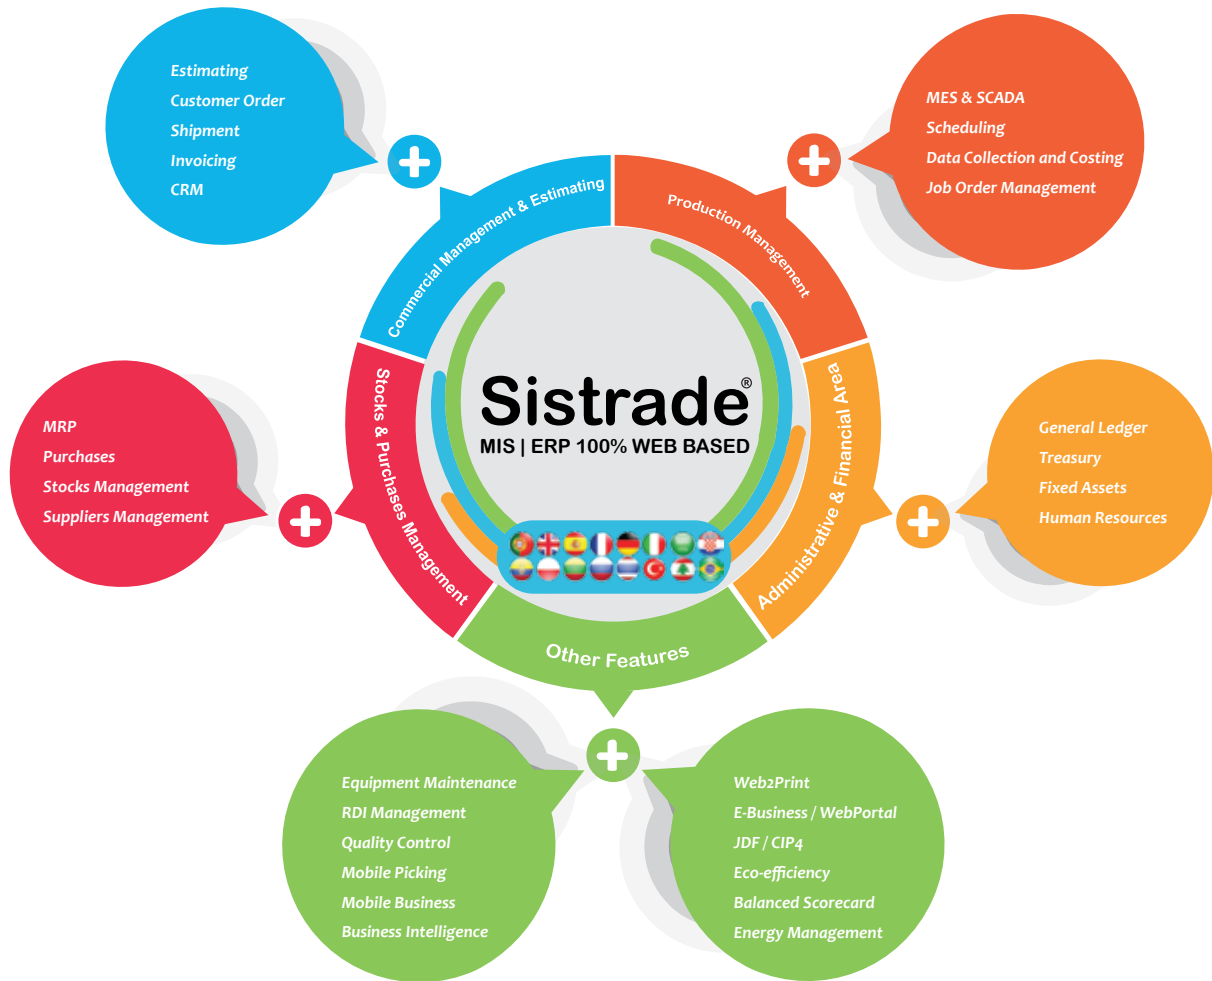 Estimating
Customer Order
Shipment
Invoicing
CRM
MES & SCADA
Scheduling
Data Collection and Costing
Job Order Management
Commercial Management & Estimating
Production Management
Sistrade®
MIS | ERP 100% WEB BASED
Stocks & Purchases Management
Administrative & Financial Area
MRP
Purchases
Stocks Management
Suppliers Management
General Ledger
Treasury
Fixed Assets
Human Resources
Other Features
Equipment Maintenance
RDI Management
Quality Control
Mobile Picking
Mobile Business
Business Intelligence
Web2Print
E-Business / WebPortal
JDF / CIP4
Eco-efficiency
Balanced Scorecard
Energy Management